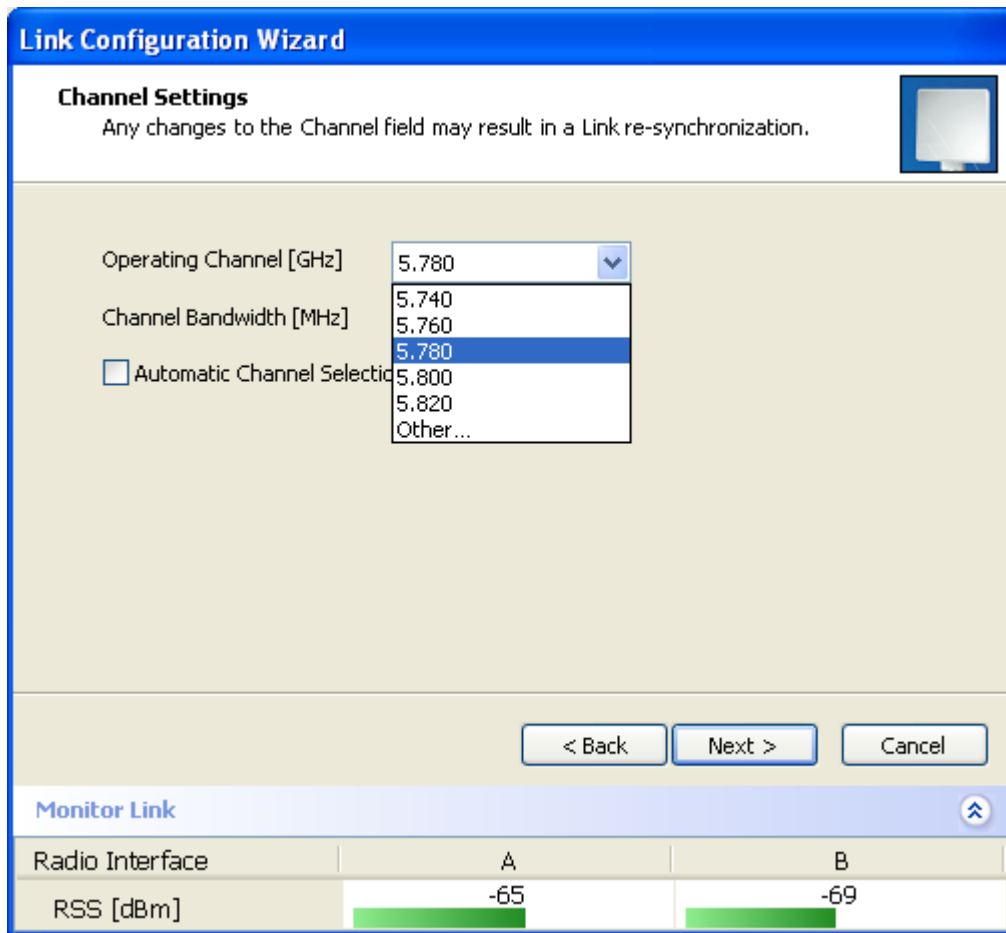 Link Configuration Wizard
Channel Settings
Any changes to the Channel field may result in a Link re-synchronization.
Operating Channel [GHz]
5.780
5.740
Channel Bandwidth [MHz]
5.760
5.780
Automatic Channel Selectio
5.800
5.820
Other...
< Back Next > Cancel
Monitor Link
Radio Interface A B
RSS [dBm] -65 -69